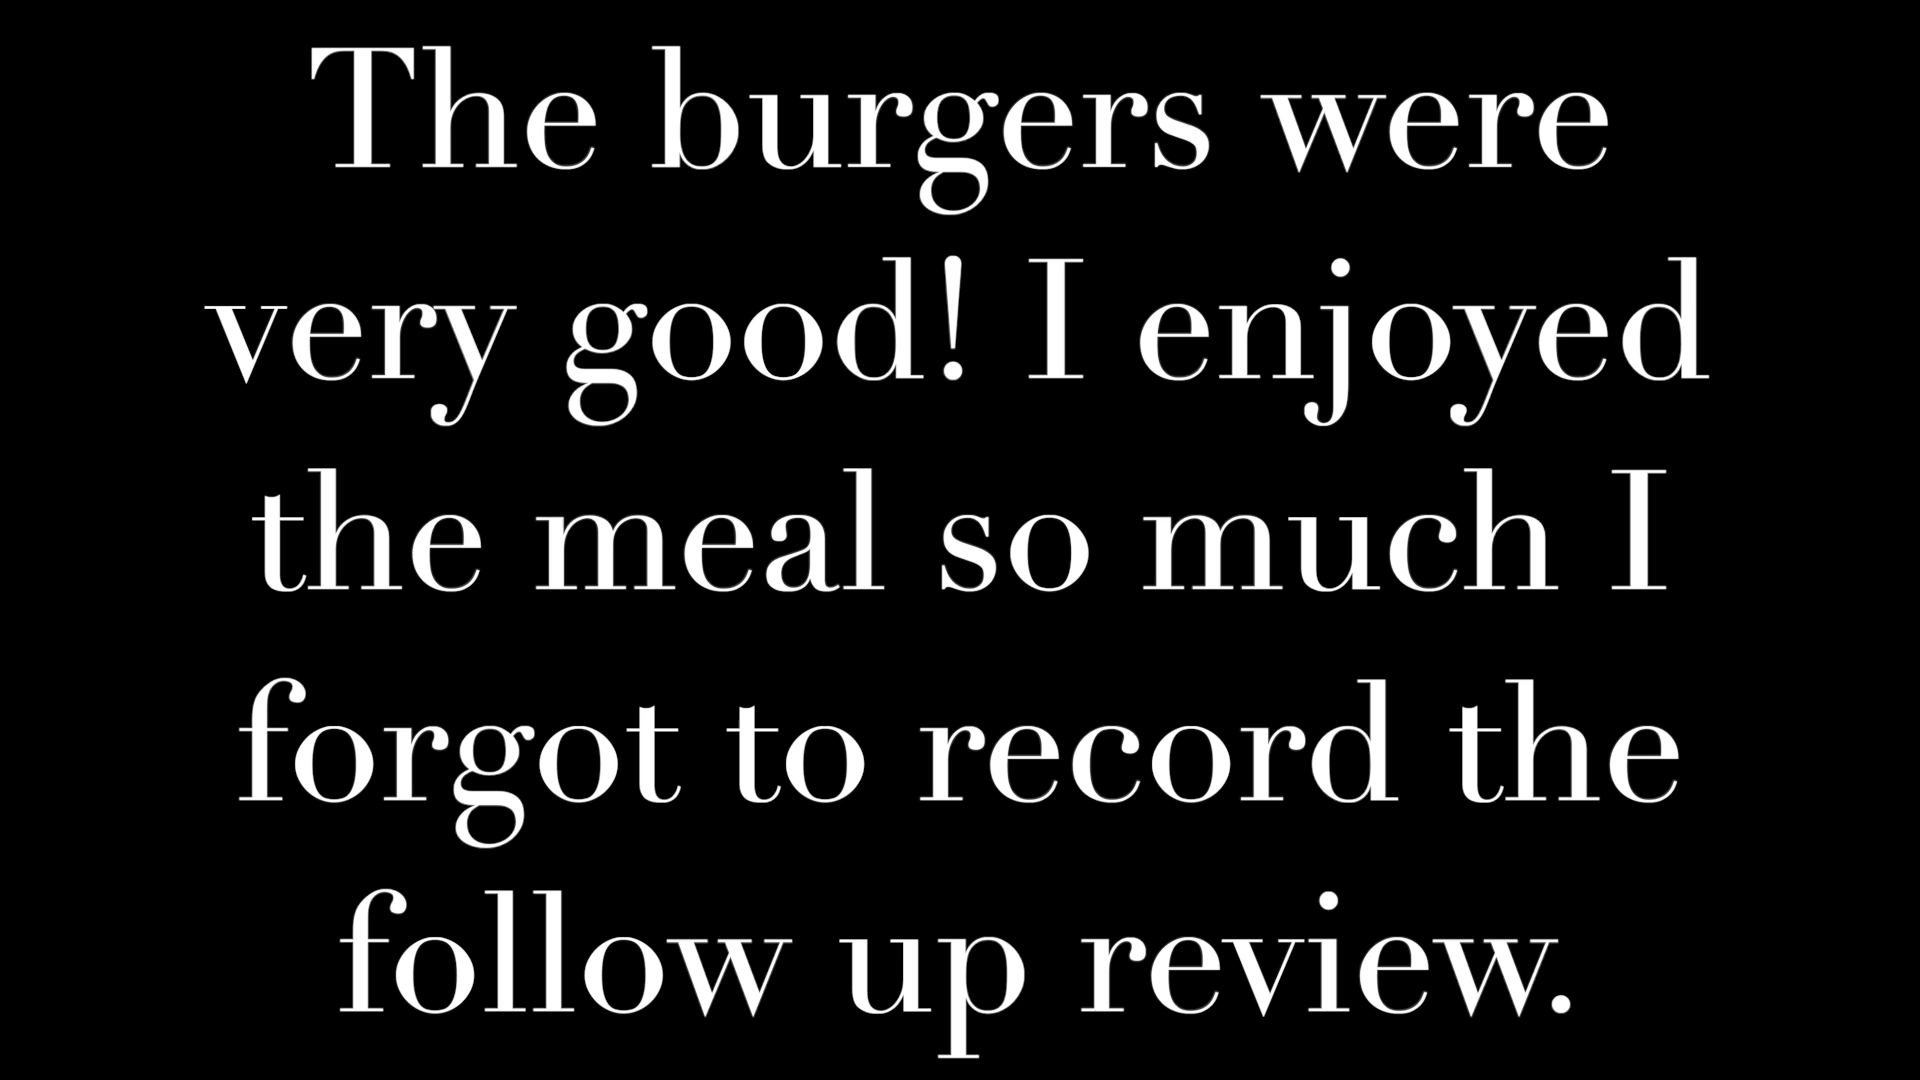 The burgers were
very good! I enjoyed
the meal so much I
forgot to record the
follow up review.